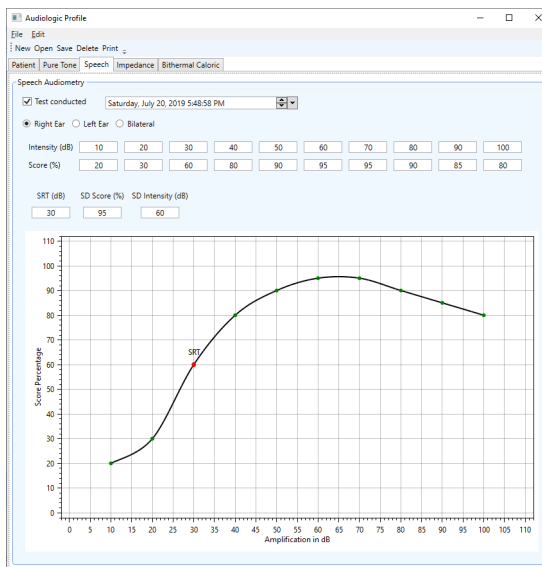 Audiologic Profile
File Edit
New Open Save Delete Print
Patient Pure Tone Speech Impedance Bithermal Caloric
Speech Audiometry
Test conducted Saturday, July 20, 2019 5:48:58 PM
Right Ear Left Ear Bilateral
Intensity (dB) 10 20 30 40 50 60 70 80 90 100
Score (%) 20 30 60 80 90 95 95 90 85 80
SRT (dB) SD Score (%) SD Intensity (dB)
30 95 60
110
100
90
80
70
60
50
40
30
20
10
0
Score Percentage
SRT
0 5 10 15 20 25 30 35 40 45 50 55 60 65 70 75 80 85 90 95 100 105 110
Amplification in dB